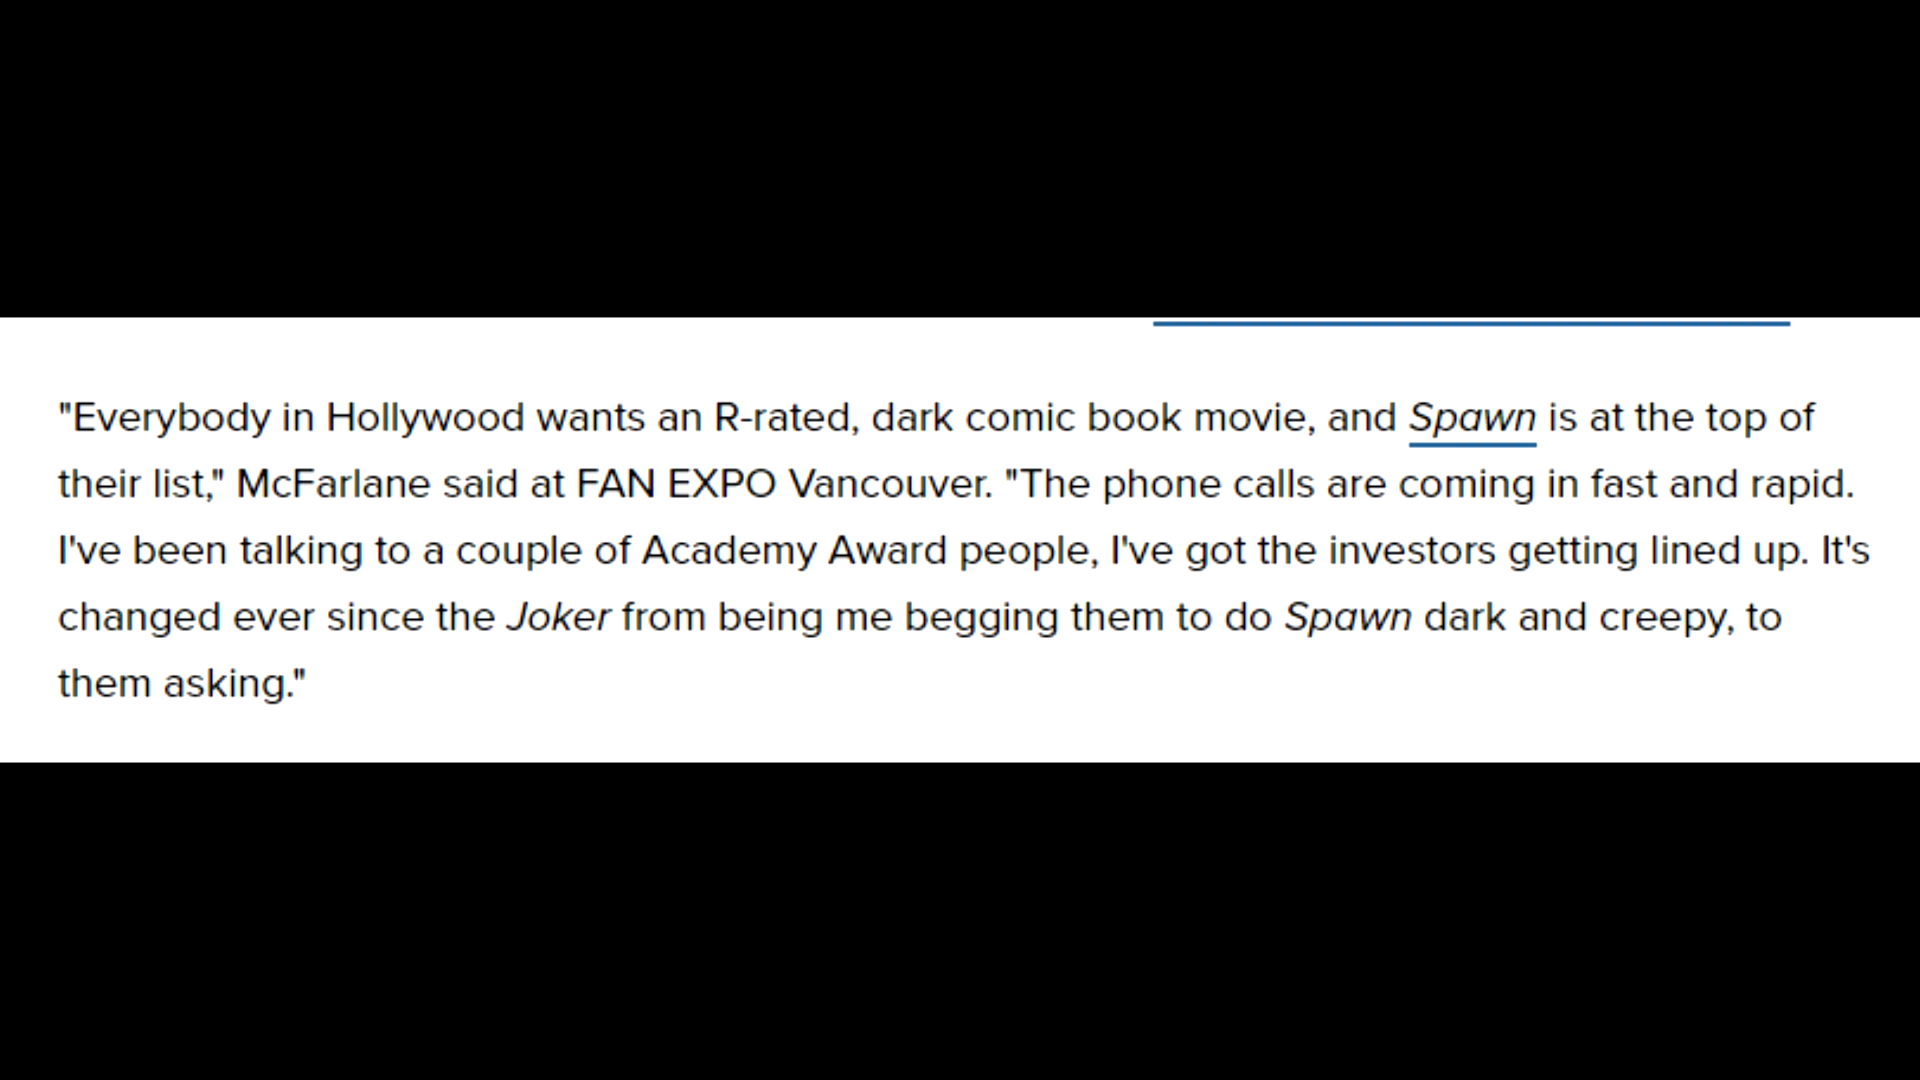 "Everybody in Hollywood wants an R-rated, dark comic book movie, and Spawn is at the top of
their list," McFarlane said at FAN EXPO Vancouver. "The phone calls are coming in fast and rapid.
I've been talking to a couple of Academy Award people, I've got the investors getting lined up. It's
changed ever since the Joker from being me begging them to do Spawn dark and creepy, to
them asking."